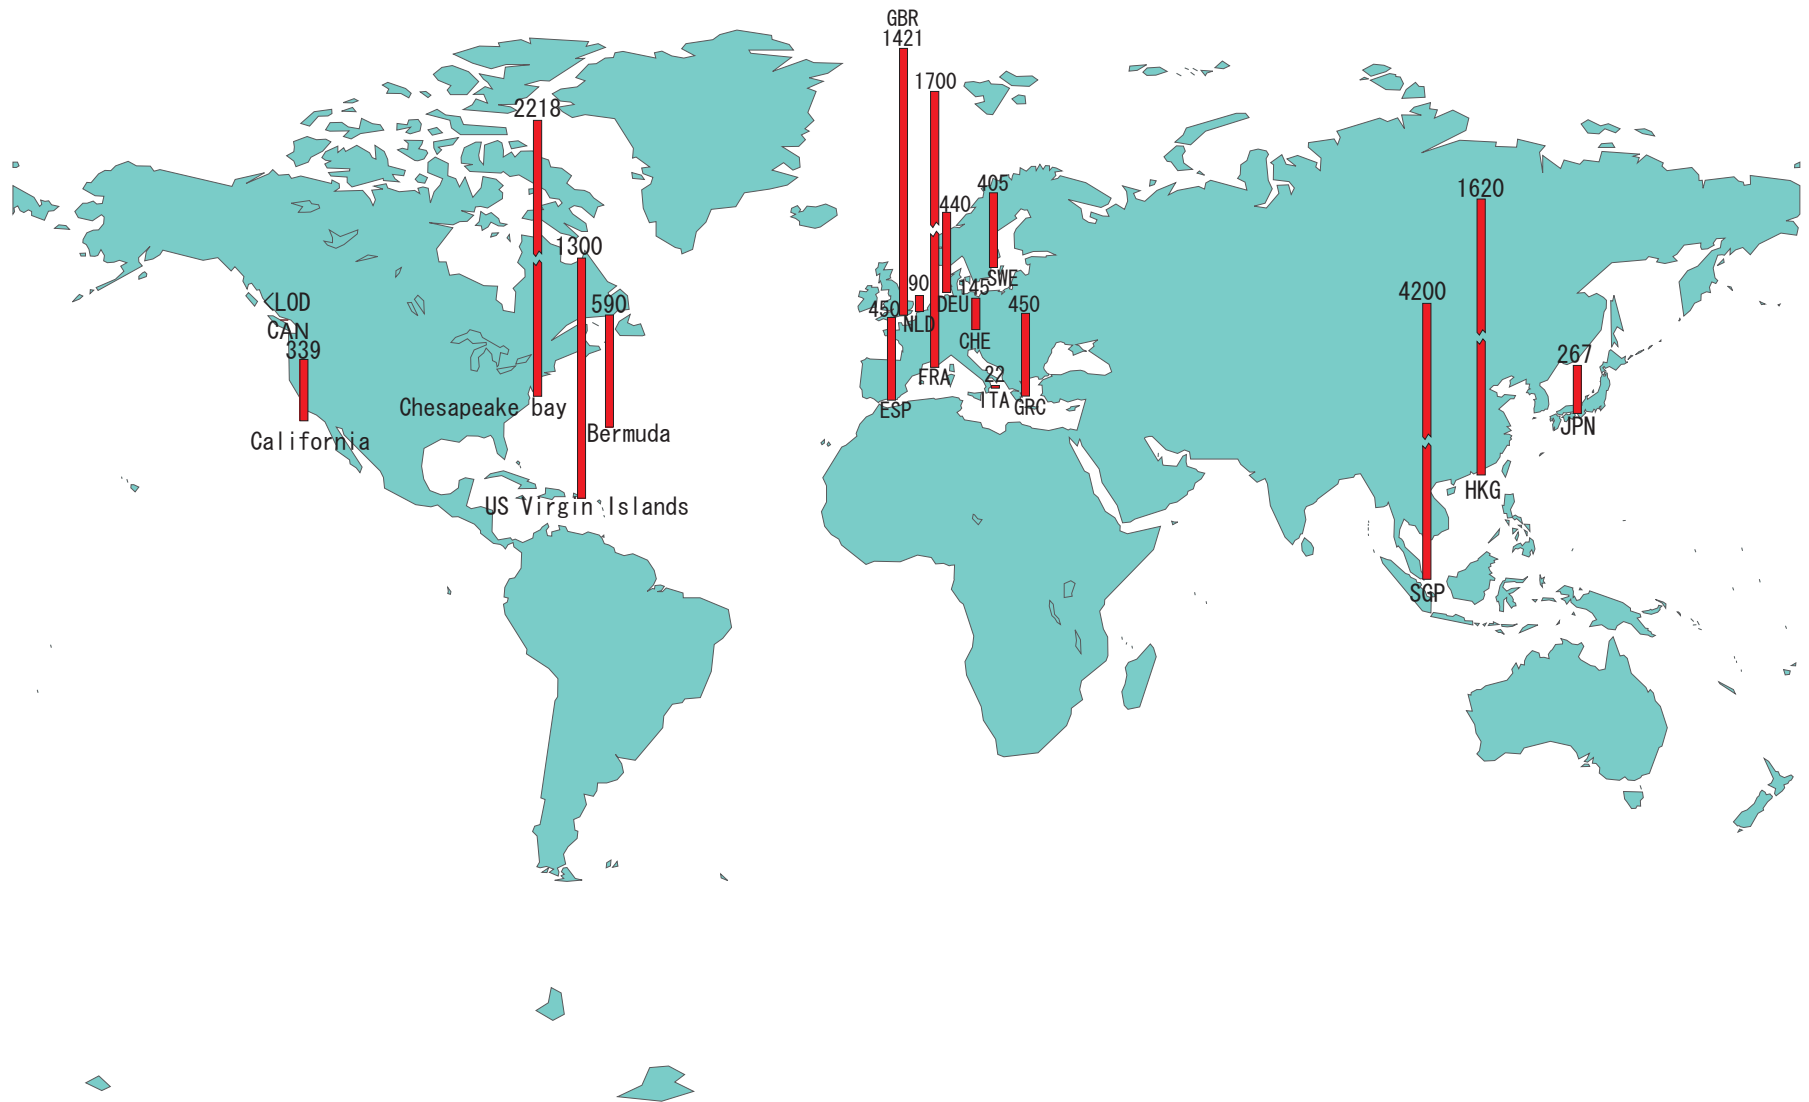 GBR
1421
1700
2218
405
1620
440
1300
SWE
90
145
4200
<LOD
590
450
450
DEU
NLD
CAN
CHE
339
267
22
FRA
ITA
GRC
Chesapeake bay
ESP
JPN
Bermuda
California
HKG
US Virgin Islands
SGP